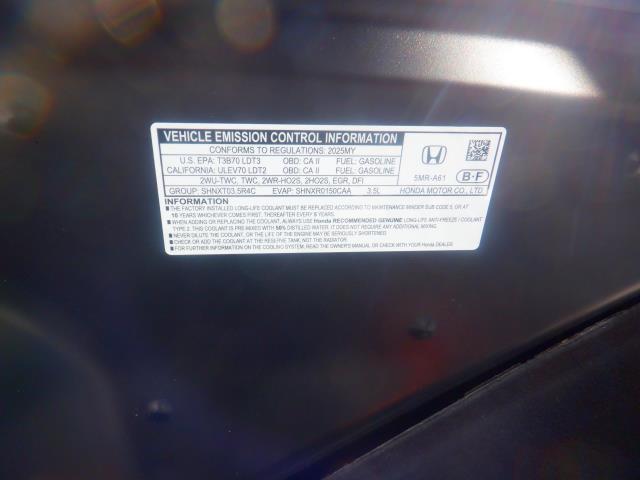 VEHICLE EMISSION CONTROL INFORMATION
CONFORMS TO REGULATIONS: 2025MY
U.S. EPA: T3B70 LDT3 OBD: CA II FUEL: GASOLINE
CALIFORNIA: ULEV70 LDT2 OBD: CA II FUEL: GASOLINE
2WU-TWC, TWC, 2WR-HO2S, 2HO2S, EGR, DFI
GROUP: SHNXT03.5R4C EVAP: SHNXR0150CAA 3.5L
5MR-A61
B-F
HONDA MOTOR CO., LTD
INFORMATION
THE FACTORY INSTALLED LONG-LIFE COOLANT MUST BE REPLACED ACCORDING TO MAINTENANCE MINDER SUB CODE 5, OR AT
10 YEARS WHICHEVER COMES FIRST, THEREAFTER EVERY 5 YEARS.
WHEN ADDING OR REPLACING THE COOLANT, ALWAYS USE Honda RECOMMENDED GENUINE LONG-LIFE ANTI-FREEZE / COOLANT
TYPE 2. THIS COOLANT IS PRE MIXED WITH 50% DISTILLED WATER. IT DOES NOT REQUIRE ANY ADDITIONAL MIXING.
NEVER DILUTE THE COOLANT, OR LIFE OF THE ENGINE MAY BE SERIOUSLY SHORTENED.
CHECK OR ADD COOLANT AT THE RESERVE TANK, NOT THE RADIATOR.
FOR FURTHER INFORMATION ON THE COOLING SYSTEM, READ THE OWNER'S MANUAL OR CHECK WITH YOUR Honda DEALER.